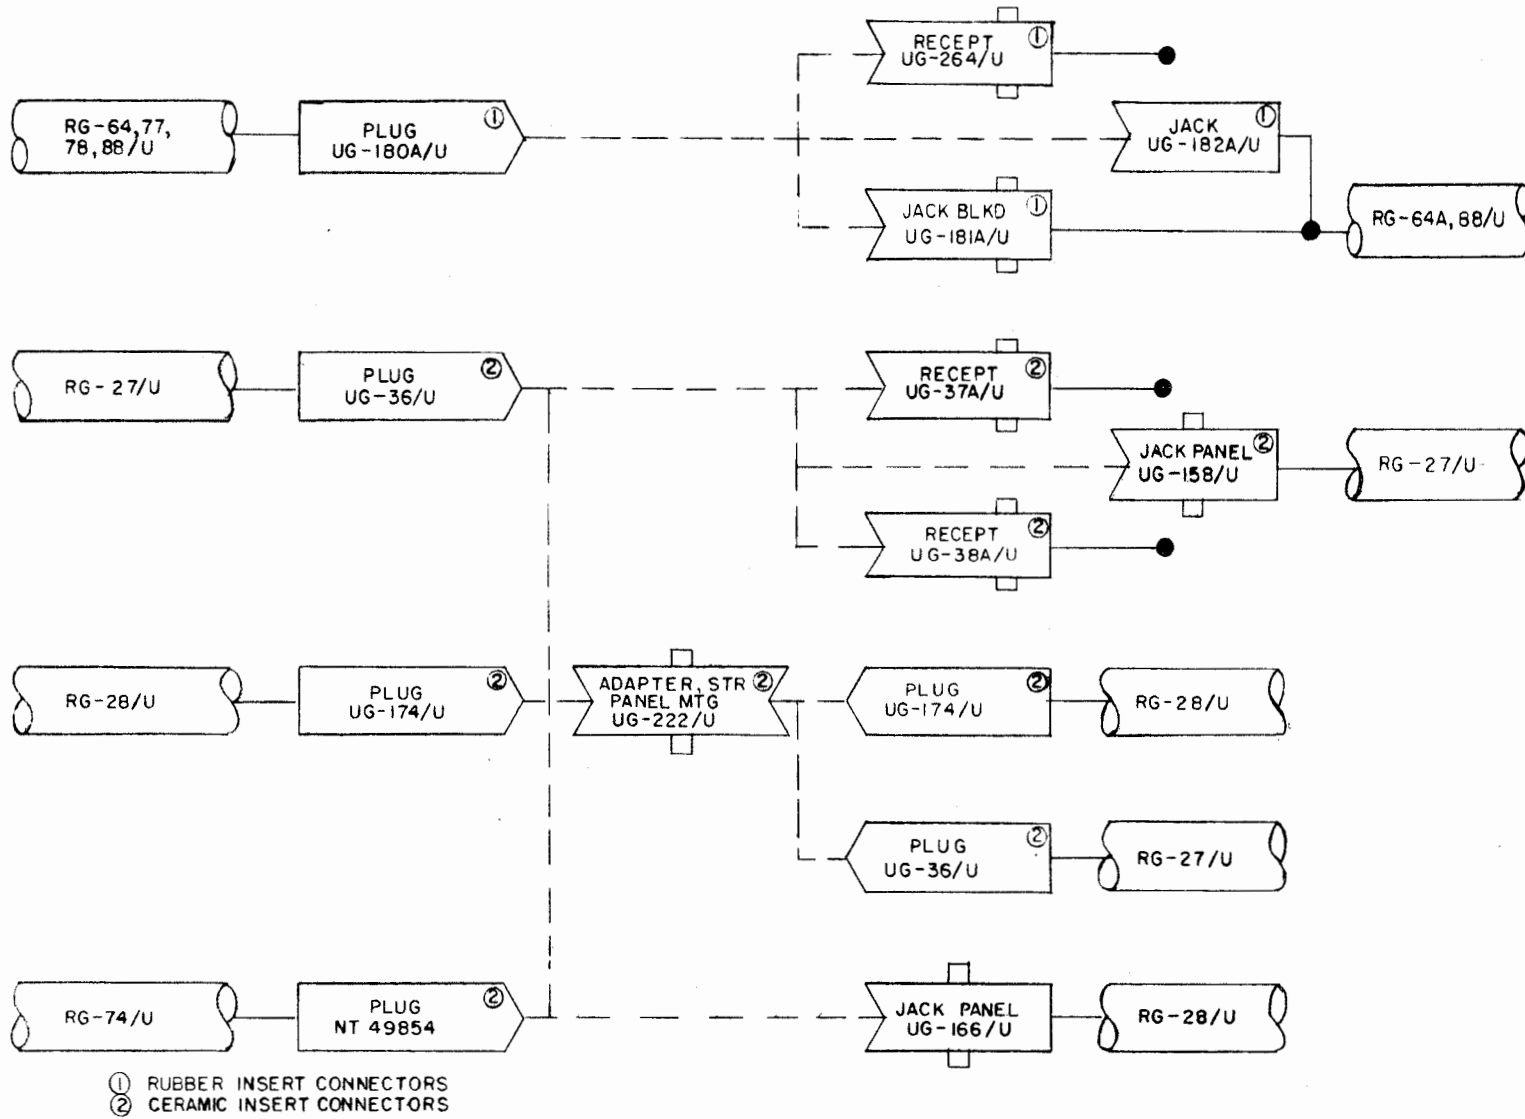 RECEPT ①
UG-264/U
RG-64,77,
78,88/U
PLUG ①
UG-180A/U
JACK ①
UG-182A/U
JACK BLKD ①
UG-181A/U
RG-64A,88/U
RG-27/U
PLUG ②
UG-36/U
RECEPT ②
UG-37A/U
JACK PANEL ②
UG-158/U
RG-27/U
RECEPT ②
UG-38A/U
RG-28/U
PLUG ②
UG-174/U
ADAPTER, STR ②
PANEL MTG
UG-222/U
PLUG ②
UG-174/U
RG-28/U
PLUG ②
UG-36/U
RG-27/U
RG-74/U
PLUG ②
NT 49854
JACK PANEL
UG-166/U
RG-28/U
① RUBBER INSERT CONNECTORS
② CERAMIC INSERT CONNECTORS